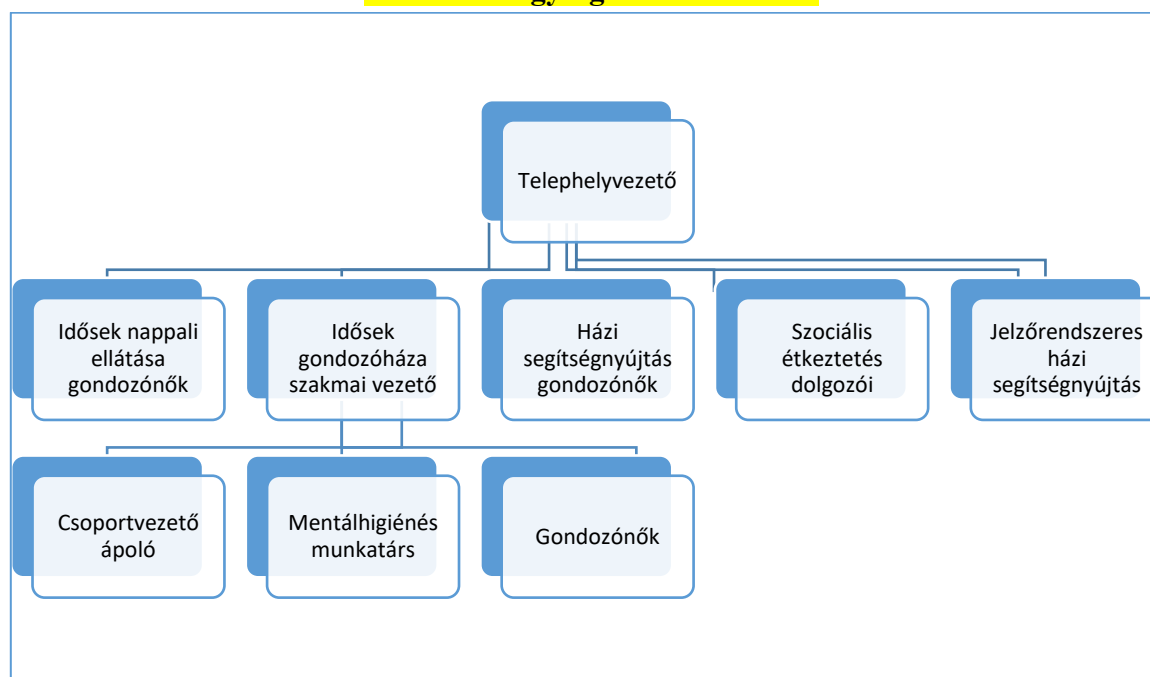 Telephelyvezető
Idősek nappali
ellátása
gondozónők
Idősek
gondozóháza
szakmai vezető
Házi
segítségnyújtás
gondozónők
Szociális
étkeztetés
dolgozói
Jelzőrendszeres
házi
segítségnyújtás
Csoportvezető
ápoló
Mentálhigiénés
munkatárs
Gondozónők